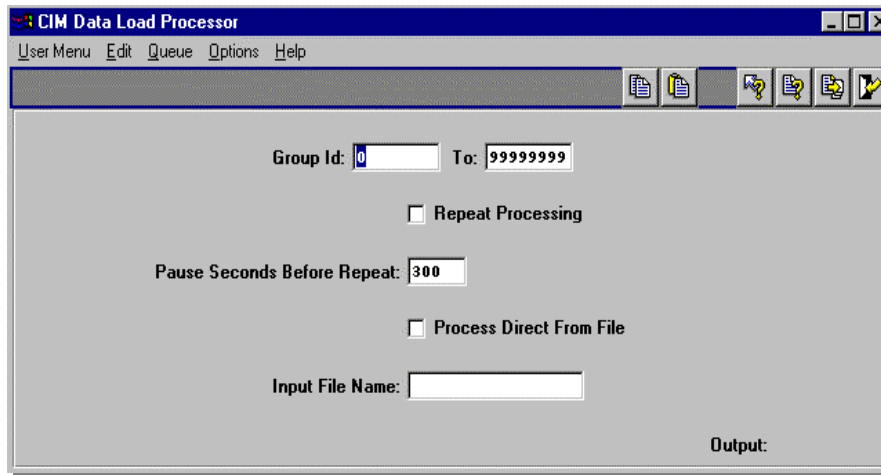 CIM Data Load Processor
User Menu Edit Queue Options Help
Group Id: 0 To: 99999999
Repeat Processing
Pause Seconds Before Repeat: 300
Process Direct From File
Input File Name:
Output: